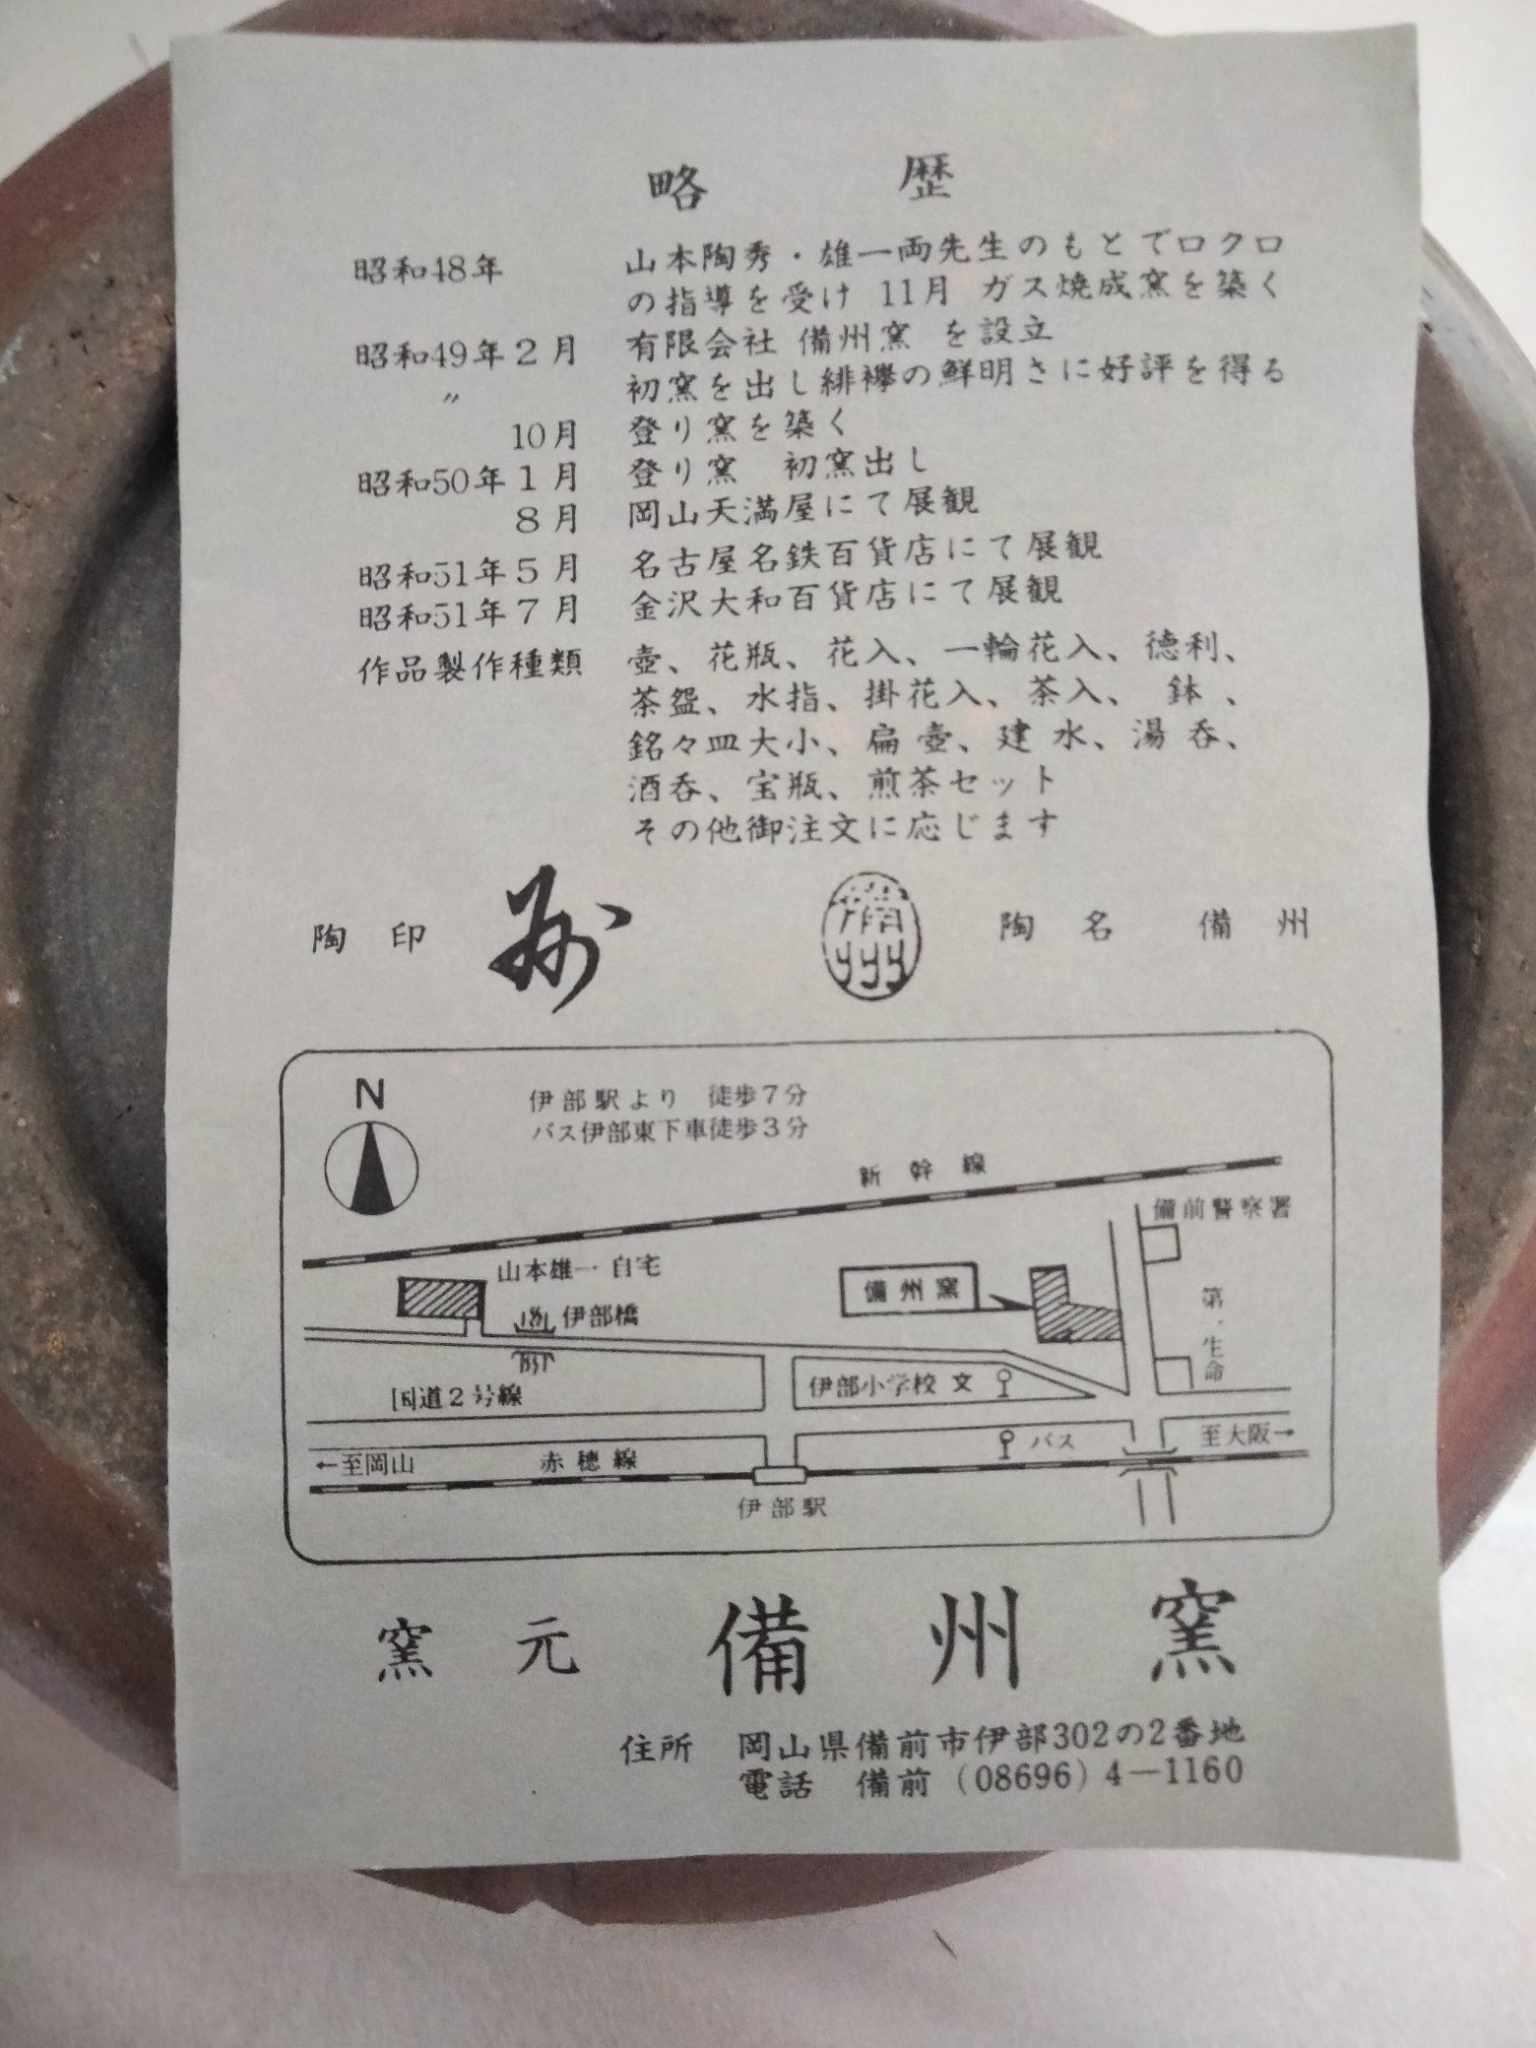 略歴
昭和48年 山本陶秀・雄一両先生のもとでロクロ
の指導を受け 11月 ガス焼成窯を築く
昭和49年2月 有限会社 備州窯 を設立
〃 初窯を出し緋襷の鮮明さに好評を得る
10月 登り窯を築く
昭和50年1月 登り窯 初窯出し
8月 岡山天満屋にて展観
昭和51年5月 名古屋名鉄百貨店にて展観
昭和51年7月 金沢大和百貨店にて展観
作品製作種類 壺、花瓶、花入、一輪花入、徳利、
茶盌、水指、掛花入、茶入、鉢、
銘々皿大小、扁壺、建水、湯呑、
酒呑、宝瓶、煎茶セット
その他御注文に応じます
陶印 備州 陶名 備州
N
伊部駅より 徒歩7分
バス伊部東下車徒歩3分
新幹線
備前警察署
山本雄一自宅
備州窯
第一生命
伊部橋
伊部小学校 文
国道2号線
バス
至大阪→
←至岡山
赤穂線
伊部駅
窯元 備州窯
住所 岡山県備前市伊部302の2番地
電話 備前(08696)4―1160